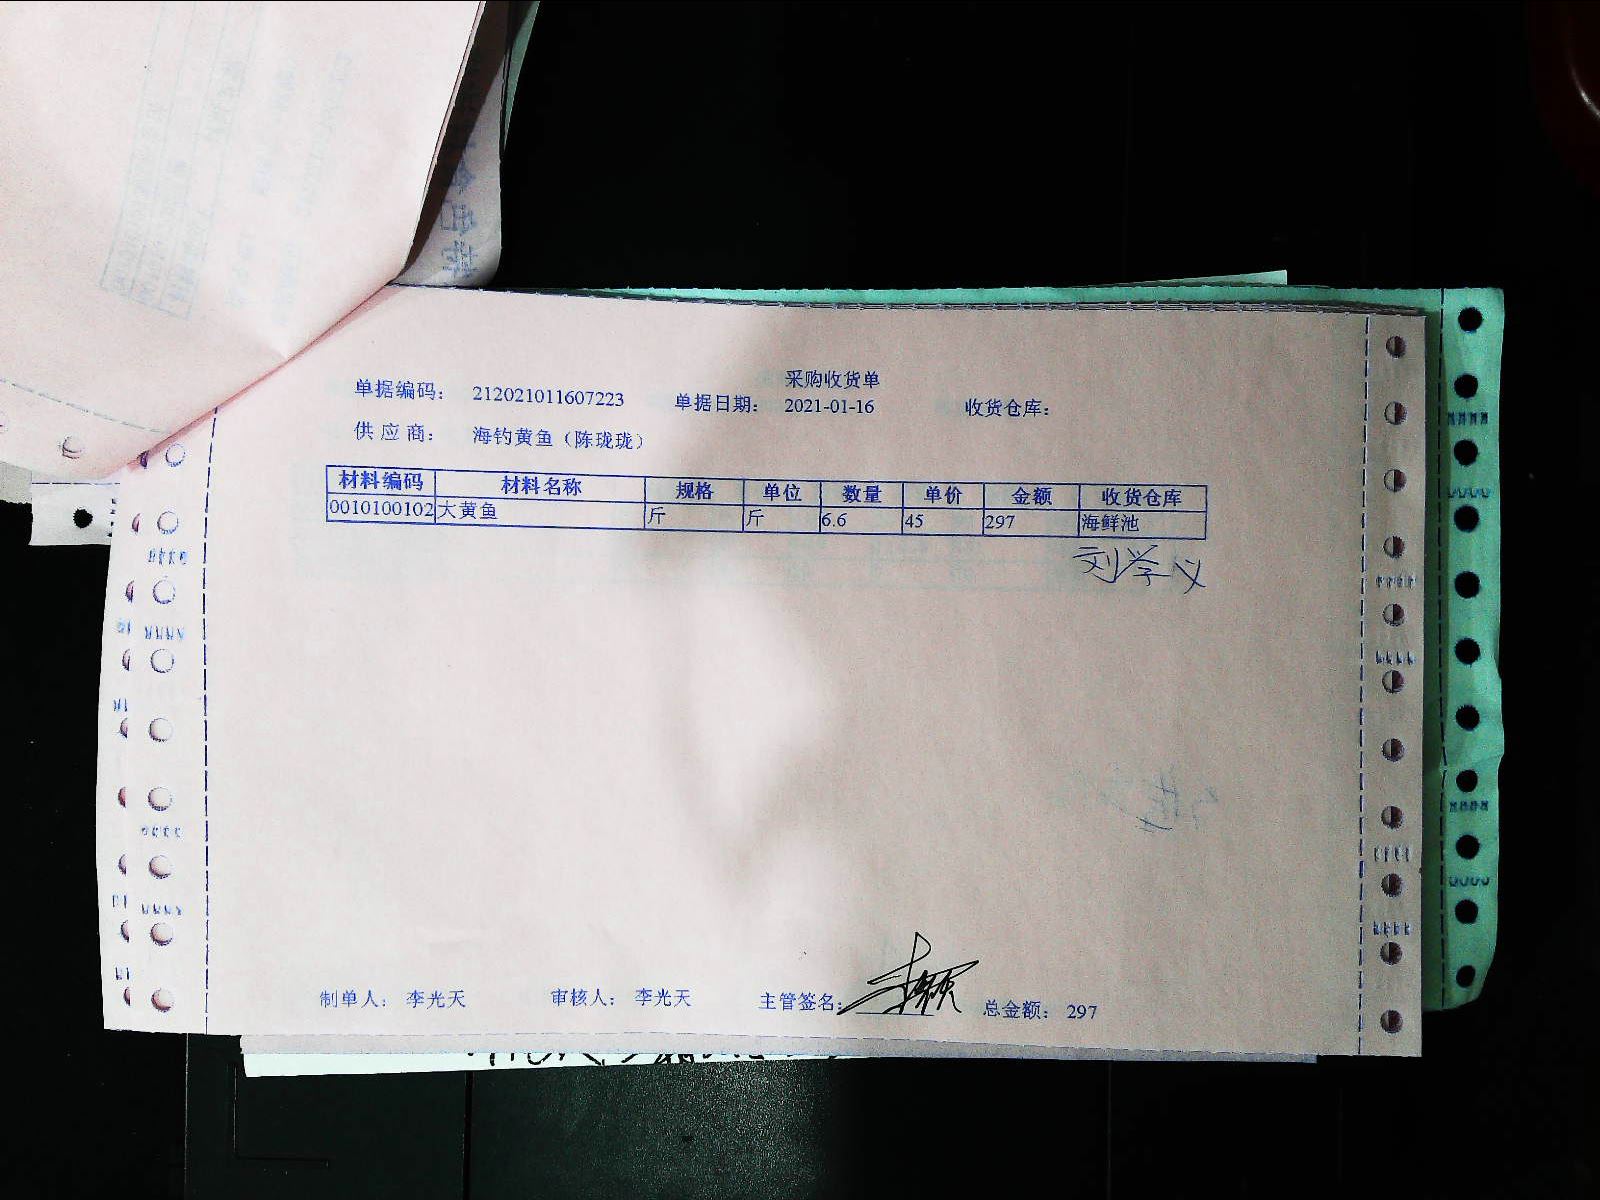 采购收货单
单据编码: 212021011607223 单据日期: 2021-01-16 收货仓库:
供 应 商: 海钓黄鱼（陈珑珑）
材料编码 材料名称 规格 单位 数量 单价 金额 收货仓库
0010100102 大黄鱼 斤 斤 6.6 45 297 海鲜池
刘学义
制单人: 李光天 审核人: 李光天 主管签名: 总金额: 297